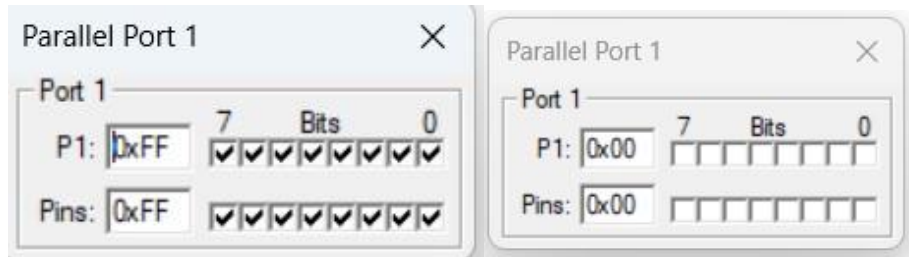 Parallel Port 1
Port 1
7 Bits 0
P1: 0xFF
Pins: 0xFF
Parallel Port 1
Port 1
7 Bits 0
P1: 0x00
Pins: 0x00